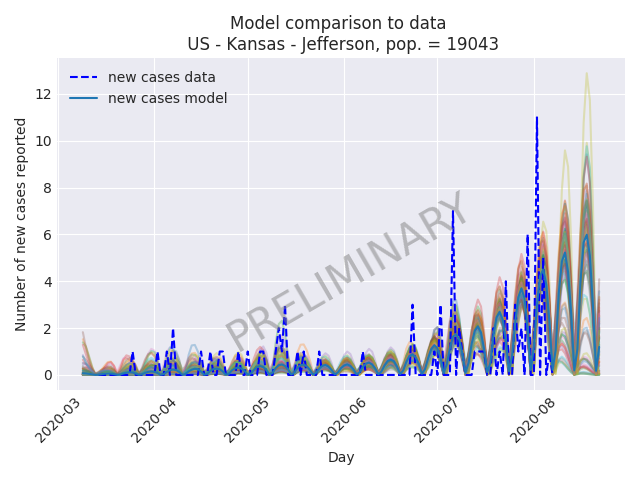 Model comparison to data
US - Kansas - Jefferson, pop. = 19043
new cases data
new cases model
PRELIMINARY
Number of new cases reported
12
10
8
6
4
2
0
2020-03
2020-04
2020-05
2020-06
2020-07
2020-08
Day